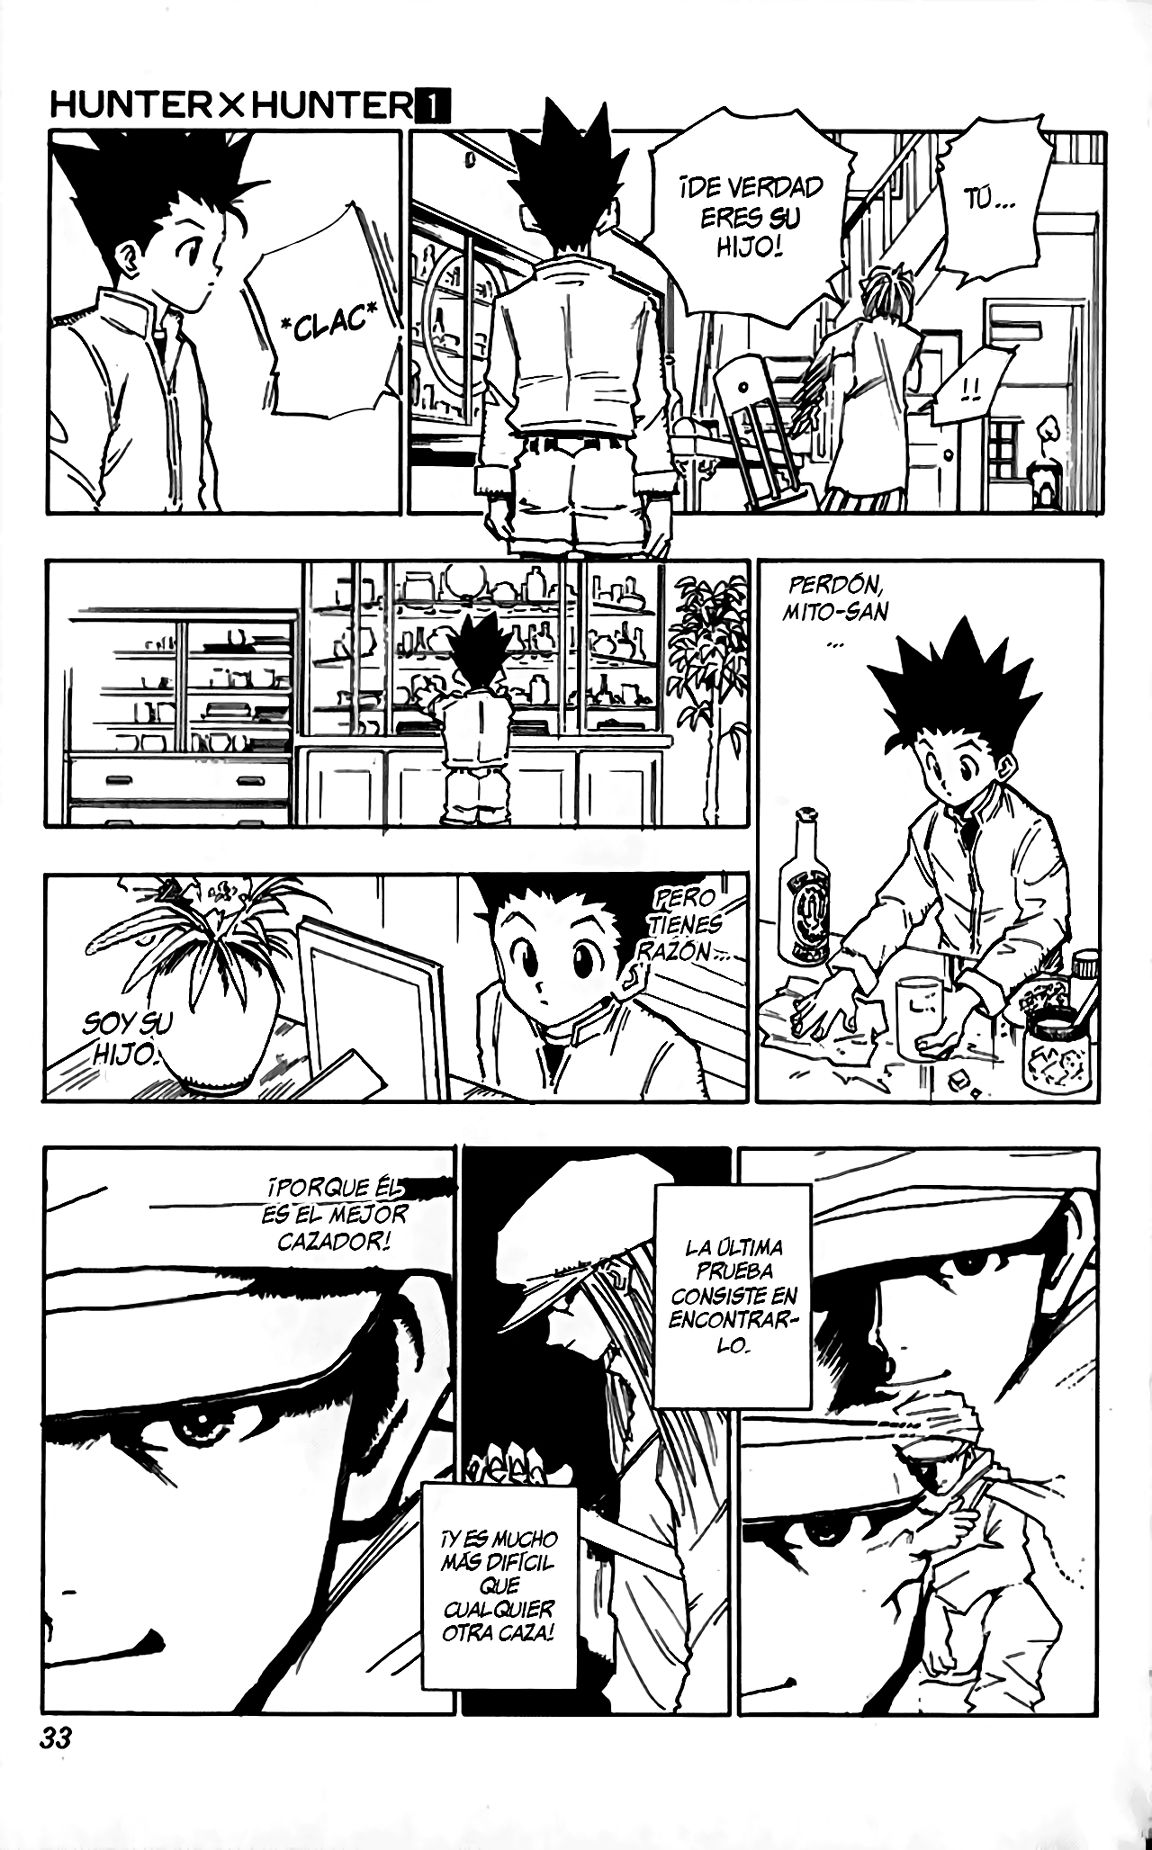 HUNTER×HUNTER 1
TÚ...
¡DE VERDAD
ERES SU
HIJO!
!!
*CLAC*
PERDÓN,
MITO-SAN
...
PERO
TIENES
RAZÓN...
SOY SU
HIJO.
LA ÚLTIMA
PRUEBA
CONSISTE EN
ENCONTRAR-
LO.
¡Y ES MUCHO
MÁS DIFÍCIL
QUE
CUALQUIER
OTRA CAZA!
¡PORQUE ÉL
ES EL MEJOR
CAZADOR!
33